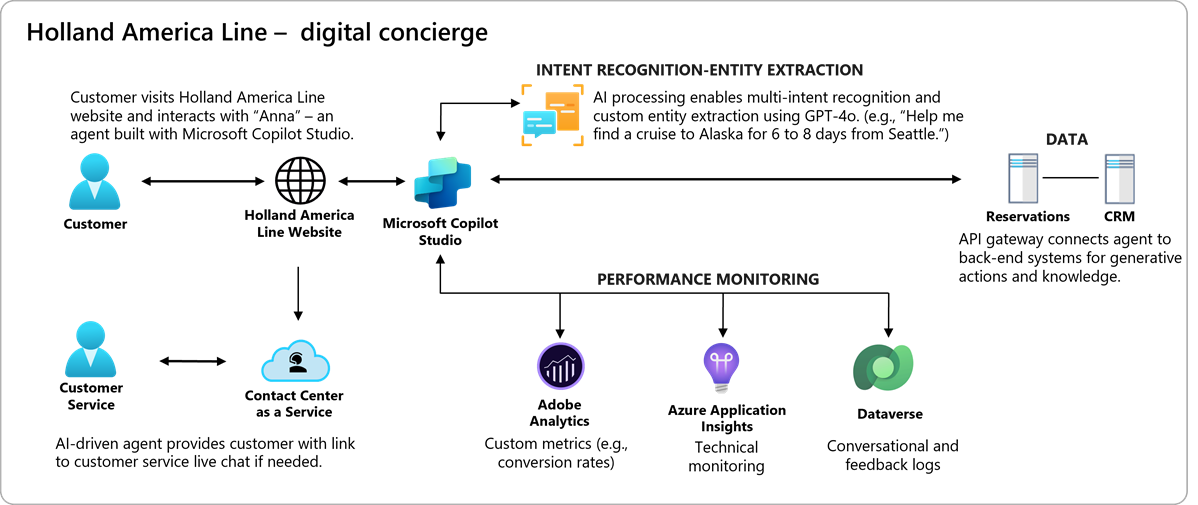 Holland America Line – digital concierge
INTENT RECOGNITION-ENTITY EXTRACTION
Customer visits Holland America Line
website and interacts with “Anna” – an
agent built with Microsoft Copilot Studio.
AI processing enables multi-intent recognition and
custom entity extraction using GPT-4o. (e.g., “Help me
find a cruise to Alaska for 6 to 8 days from Seattle.”)
DATA
Customer
Holland America
Line Website
Microsoft Copilot
Studio
Reservations
CRM
API gateway connects agent to
back-end systems for generative
actions and knowledge.
PERFORMANCE MONITORING
Customer
Service
Contact Center
as a Service
AI-driven agent provides customer with link
to customer service live chat if needed.
Adobe
Analytics
Custom metrics (e.g.,
conversion rates)
Azure Application
Insights
Technical
monitoring
Dataverse
Conversational and
feedback logs